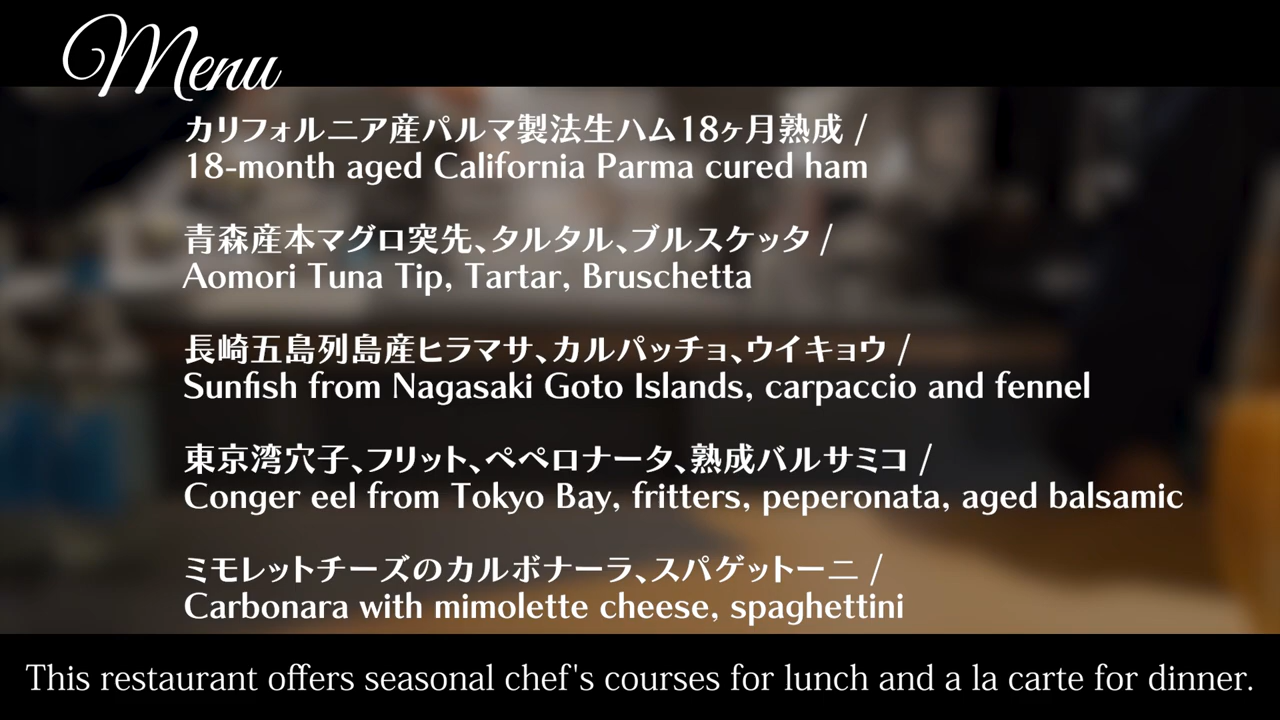 Menu
カリフォルニア産パルマ製法生ハム18ヶ月熟成 /
18-month aged California Parma cured ham
青森産本マグロ突先、タルタル、ブルスケッタ /
Aomori Tuna Tip, Tartar, Bruschetta
長崎五島列島産ヒラマサ、カルパッチョ、ウイキョウ /
Sunfish from Nagasaki Goto Islands, carpaccio and fennel
東京湾穴子、フリット、ペペロナータ、熟成バルサミコ /
Conger eel from Tokyo Bay, fritters, peperonata, aged balsamic
ミモレットチーズのカルボナーラ、スパゲットーニ /
Carbonara with mimolette cheese, spaghettini
This restaurant offers seasonal chef's courses for lunch and a la carte for dinner.